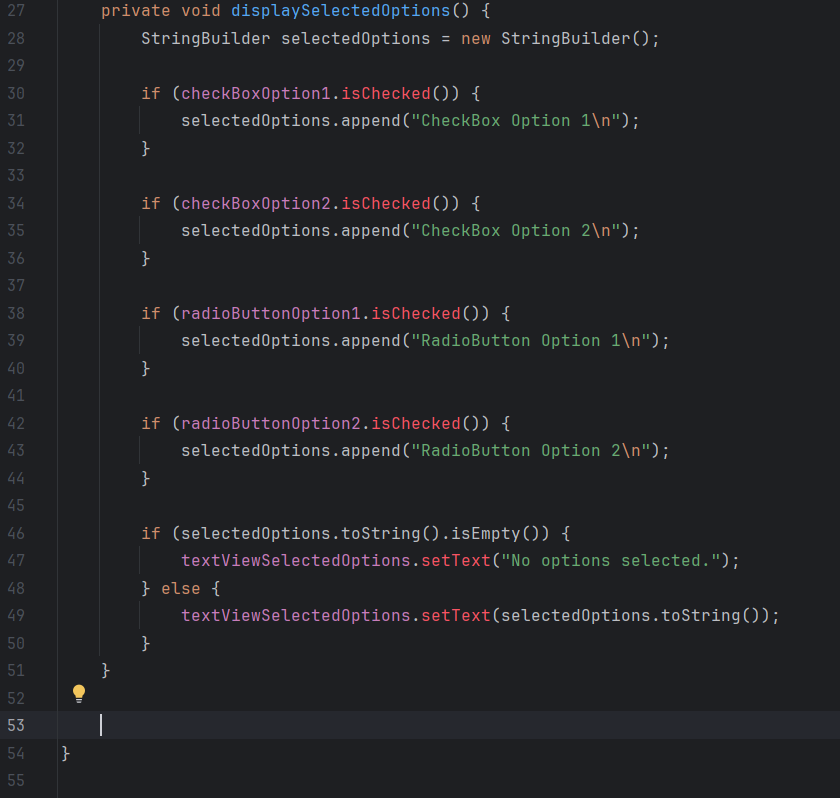 27    private void displaySelectedOptions() {
28        StringBuilder selectedOptions = new StringBuilder();
29
30        if (checkBoxOption1.isChecked()) {
31            selectedOptions.append("CheckBox Option 1\n");
32        }
33
34        if (checkBoxOption2.isChecked()) {
35            selectedOptions.append("CheckBox Option 2\n");
36        }
37
38        if (radioButtonOption1.isChecked()) {
39            selectedOptions.append("RadioButton Option 1\n");
40        }
41
42        if (radioButtonOption2.isChecked()) {
43            selectedOptions.append("RadioButton Option 2\n");
44        }
45
46        if (selectedOptions.toString().isEmpty()) {
47            textViewSelectedOptions.setText("No options selected.");
48        } else {
49            textViewSelectedOptions.setText(selectedOptions.toString());
50        }
51    }
52
53
54 }
55